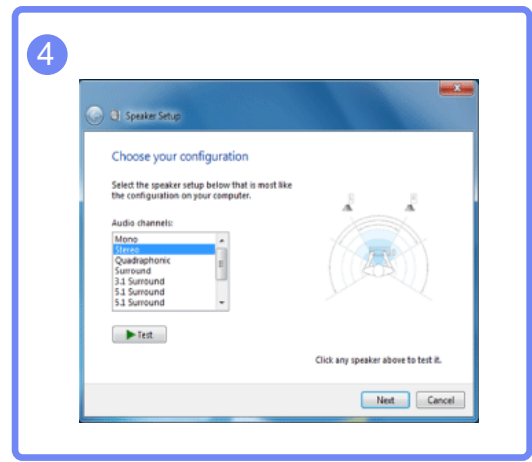 4
Speaker Setup
Choose your configuration
Select the speaker setup below that is most like
the configuration on your computer.
Audio channels:
Mono
Stereo
Quadraphonic
Surround
3.1 Surround
5.1 Surround
5.1 Surround
Test
Click any speaker above to test it.
Next
Cancel